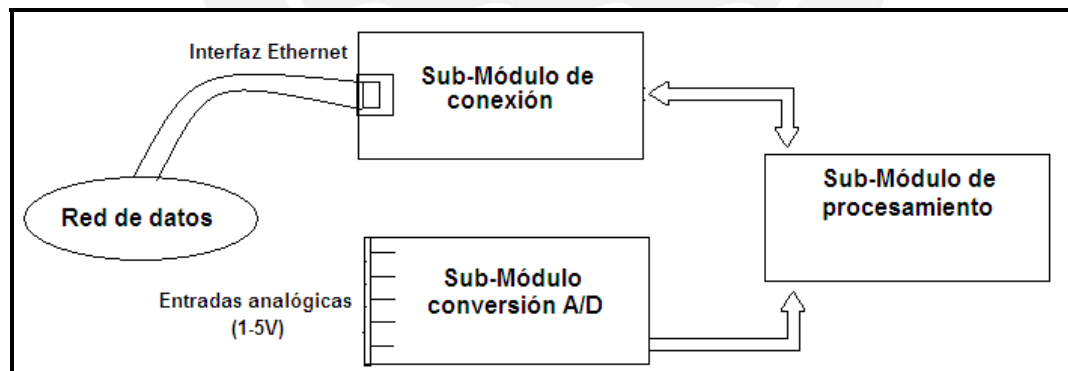 Interfaz Ethernet
Sub-Módulo de
conexión
Sub-Módulo de
procesamiento
Red de datos
Entradas analógicas
(1-5V)
Sub-Módulo
conversión A/D